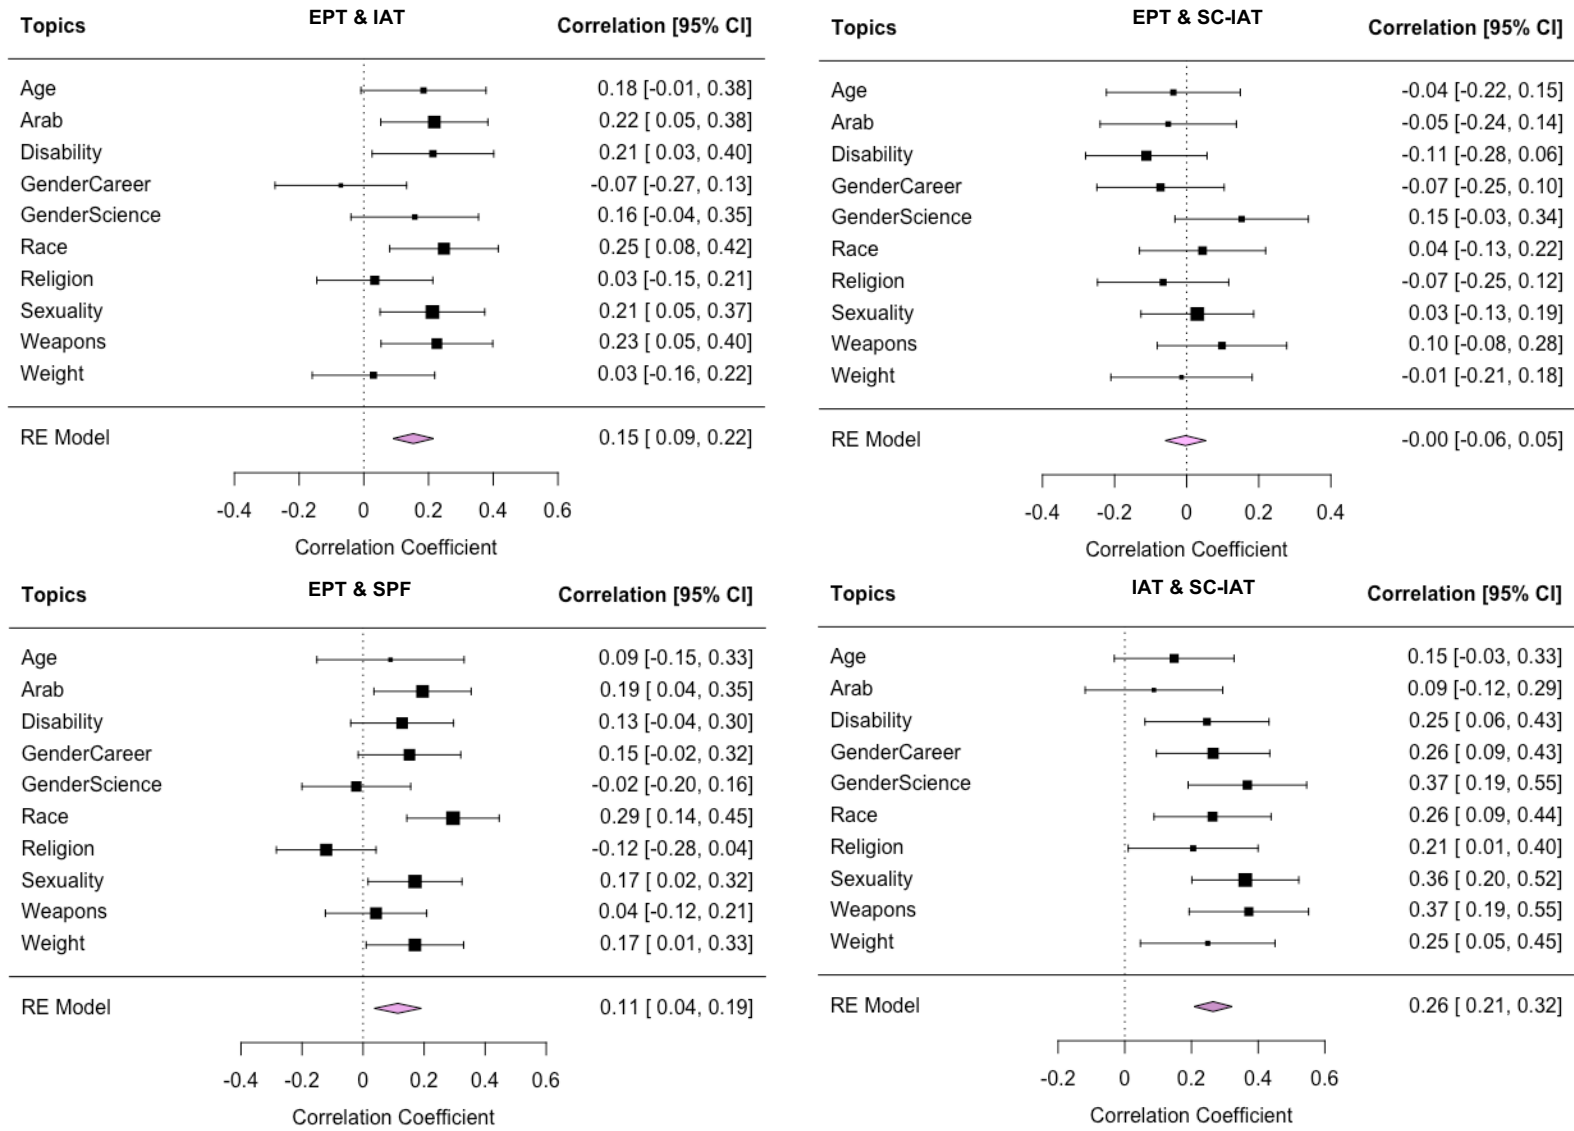 Topics EPT & IAT Correlation [95% CI]
Age 0.18 [-0.01, 0.38]
Arab 0.22 [ 0.05, 0.38]
Disability 0.21 [ 0.03, 0.40]
GenderCareer -0.07 [-0.27, 0.13]
GenderScience 0.16 [-0.04, 0.35]
Race 0.25 [ 0.08, 0.42]
Religion 0.03 [-0.15, 0.21]
Sexuality 0.21 [ 0.05, 0.37]
Weapons 0.23 [ 0.05, 0.40]
Weight 0.03 [-0.16, 0.22]
RE Model 0.15 [ 0.09, 0.22]
-0.4 -0.2 0 0.2 0.4 0.6
Correlation Coefficient
Topics EPT & SC-IAT Correlation [95% CI]
Age -0.04 [-0.22, 0.15]
Arab -0.05 [-0.24, 0.14]
Disability -0.11 [-0.28, 0.06]
GenderCareer -0.07 [-0.25, 0.10]
GenderScience 0.15 [-0.03, 0.34]
Race 0.04 [-0.13, 0.22]
Religion -0.07 [-0.25, 0.12]
Sexuality 0.03 [-0.13, 0.19]
Weapons 0.10 [-0.08, 0.28]
Weight -0.01 [-0.21, 0.18]
RE Model -0.00 [-0.06, 0.05]
-0.4 -0.2 0 0.2 0.4
Correlation Coefficient
Topics EPT & SPF Correlation [95% CI]
Age 0.09 [-0.15, 0.33]
Arab 0.19 [ 0.04, 0.35]
Disability 0.13 [-0.04, 0.30]
GenderCareer 0.15 [-0.02, 0.32]
GenderScience -0.02 [-0.20, 0.16]
Race 0.29 [ 0.14, 0.45]
Religion -0.12 [-0.28, 0.04]
Sexuality 0.17 [ 0.02, 0.32]
Weapons 0.04 [-0.12, 0.21]
Weight 0.17 [ 0.01, 0.33]
RE Model 0.11 [ 0.04, 0.19]
-0.4 -0.2 0 0.2 0.4 0.6
Correlation Coefficient
Topics IAT & SC-IAT Correlation [95% CI]
Age 0.15 [-0.03, 0.33]
Arab 0.09 [-0.12, 0.29]
Disability 0.25 [ 0.06, 0.43]
GenderCareer 0.26 [ 0.09, 0.43]
GenderScience 0.37 [ 0.19, 0.55]
Race 0.26 [ 0.09, 0.44]
Religion 0.21 [ 0.01, 0.40]
Sexuality 0.36 [ 0.20, 0.52]
Weapons 0.37 [ 0.19, 0.55]
Weight 0.25 [ 0.05, 0.45]
RE Model 0.26 [ 0.21, 0.32]
-0.2 0 0.2 0.4 0.6
Correlation Coefficient